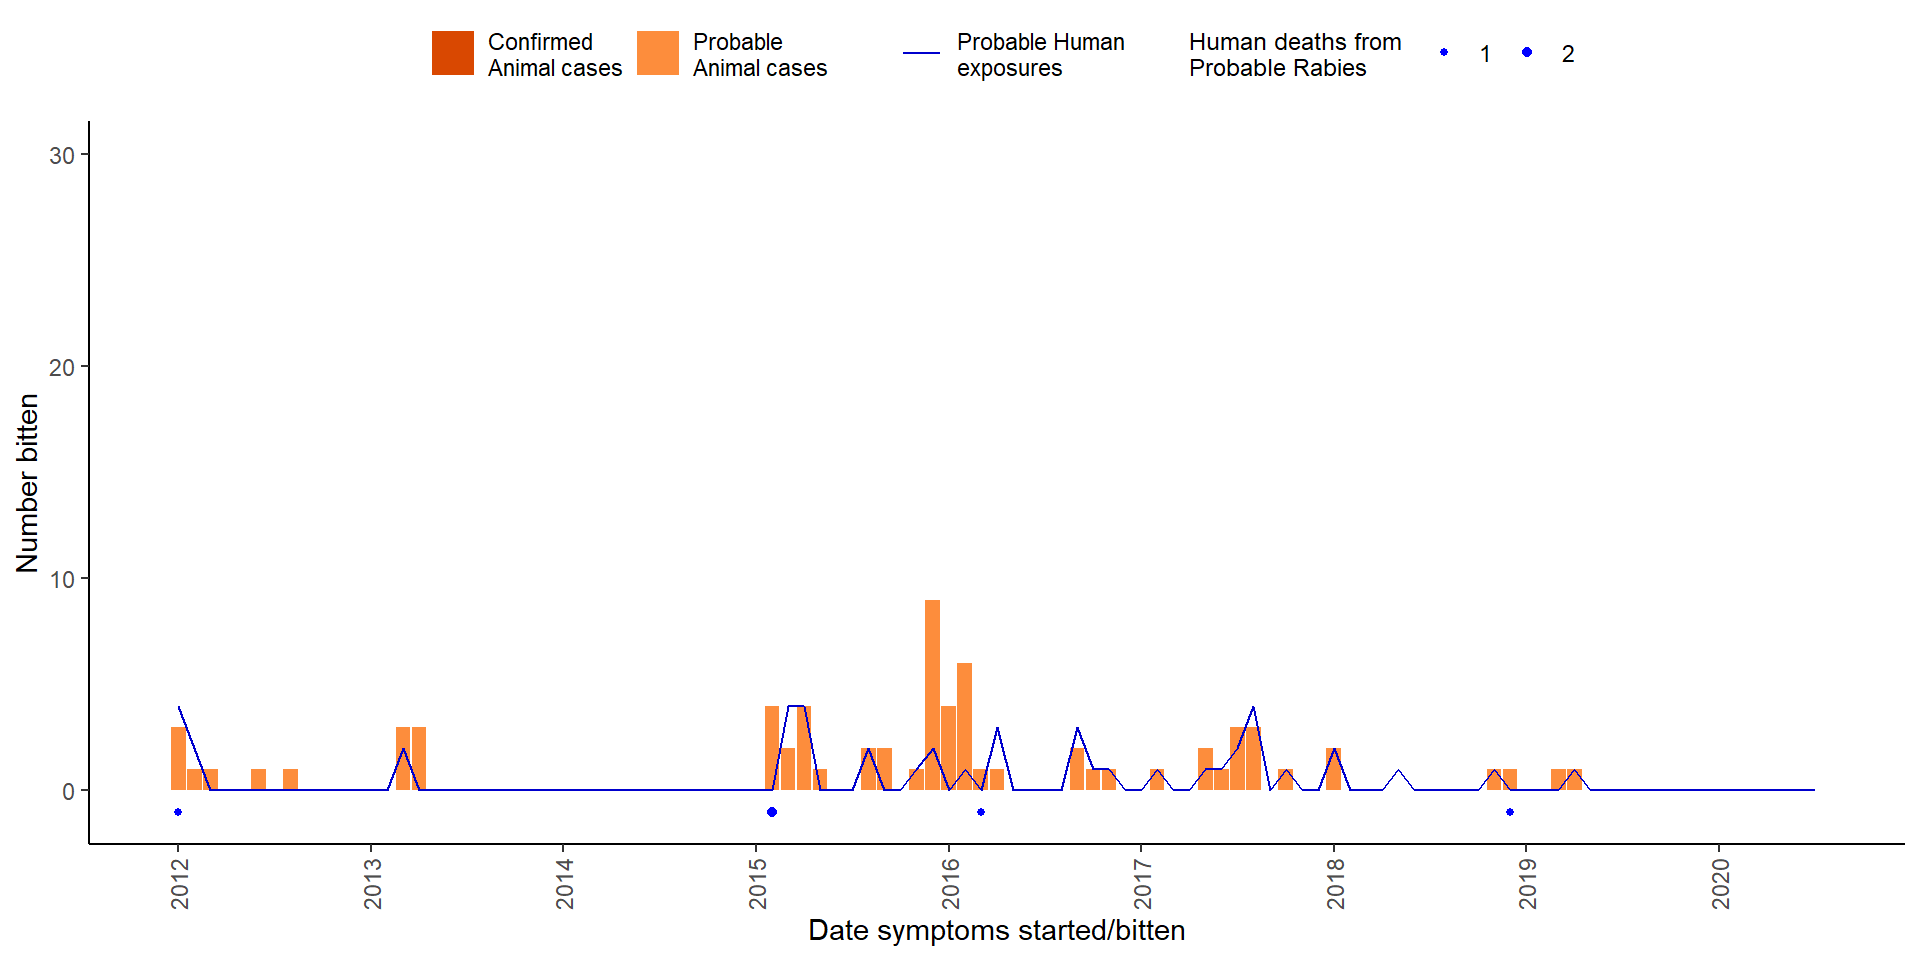 Confirmed
Animal cases
Probable
Animal cases
Probable Human
exposures
Human deaths from
Probable Rabies
1
2
30
20
10
0
Number bitten
2012
2013
2014
2015
2016
2017
2018
2019
2020
Date symptoms started/bitten